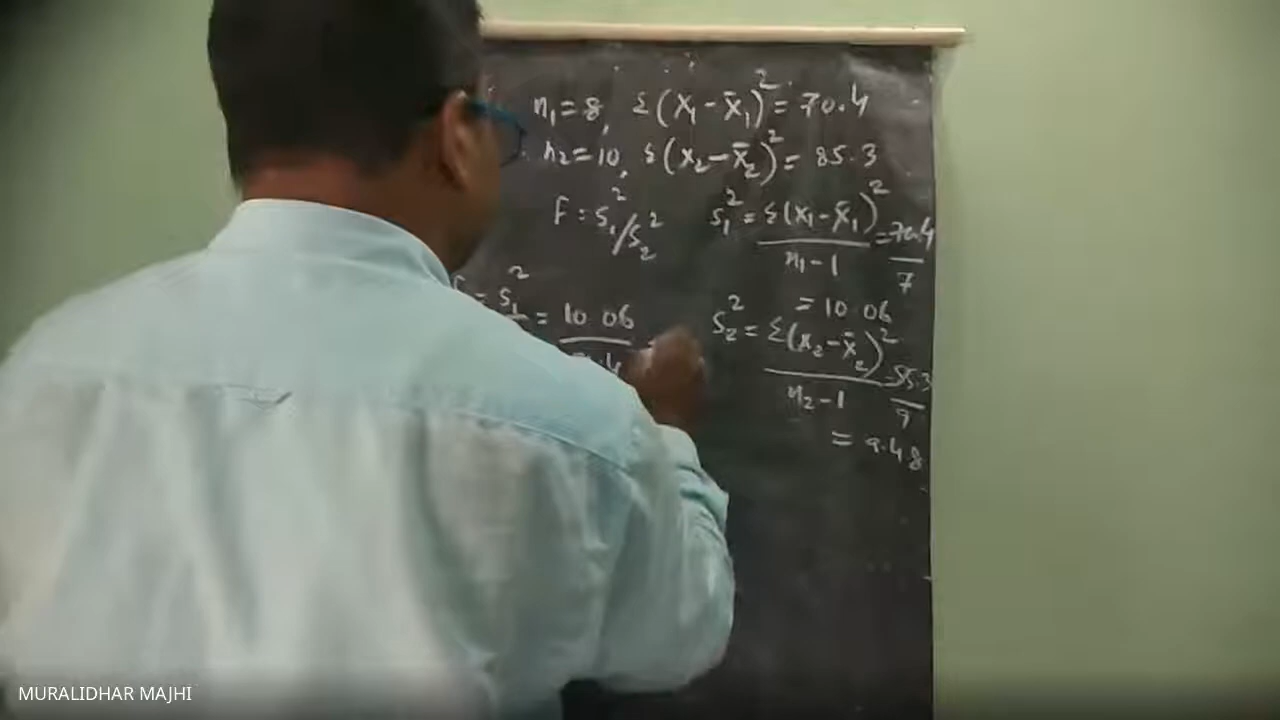 n₁ = 8, Σ(x₁ - x̄₁)² = 70.4
n₂ = 10, Σ(x₂ - x̄₂)² = 85.3
F = S₁²/S₂²
S₁² = Σ(x₁ - x̄₁)² / n₁ - 1 = 70.4 / 7
= 10.06
= S₁² = 10.06
S₂² = Σ(x₂ - x̄₂)² / n₂ - 1 = 85.3 / 9
= 9.48
MURALIDHAR MAJHI